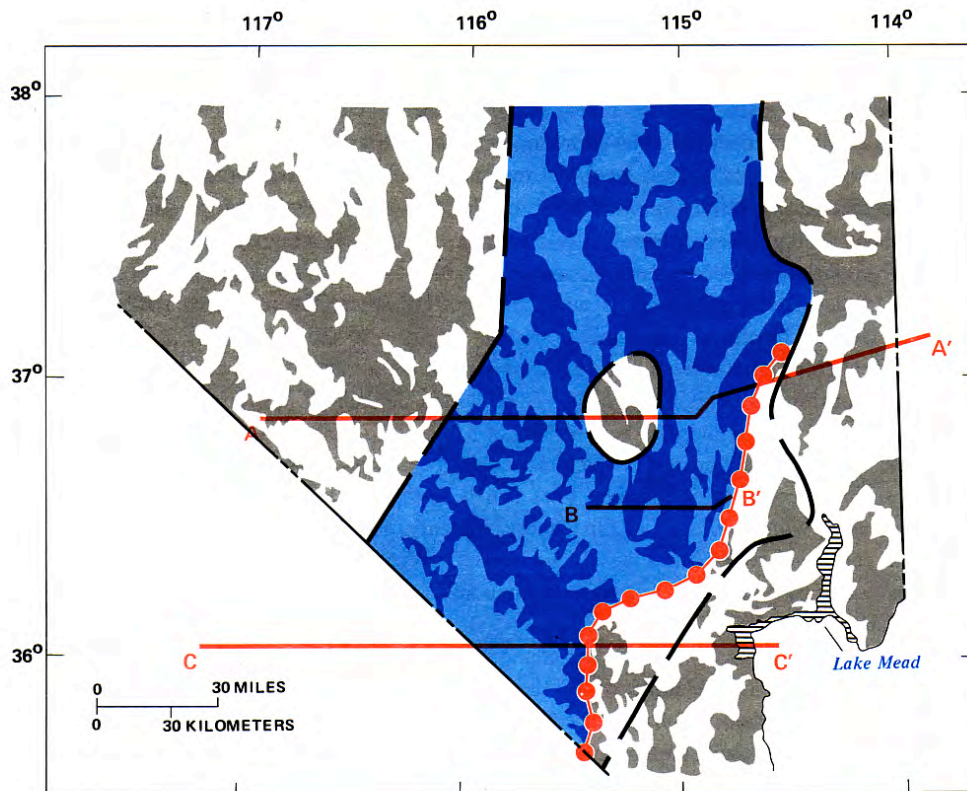 117° 116° 115° 114°
38°
37°
A'
A
B'
B
36°
C C'
Lake Mead
0 30 MILES
0 30 KILOMETERS